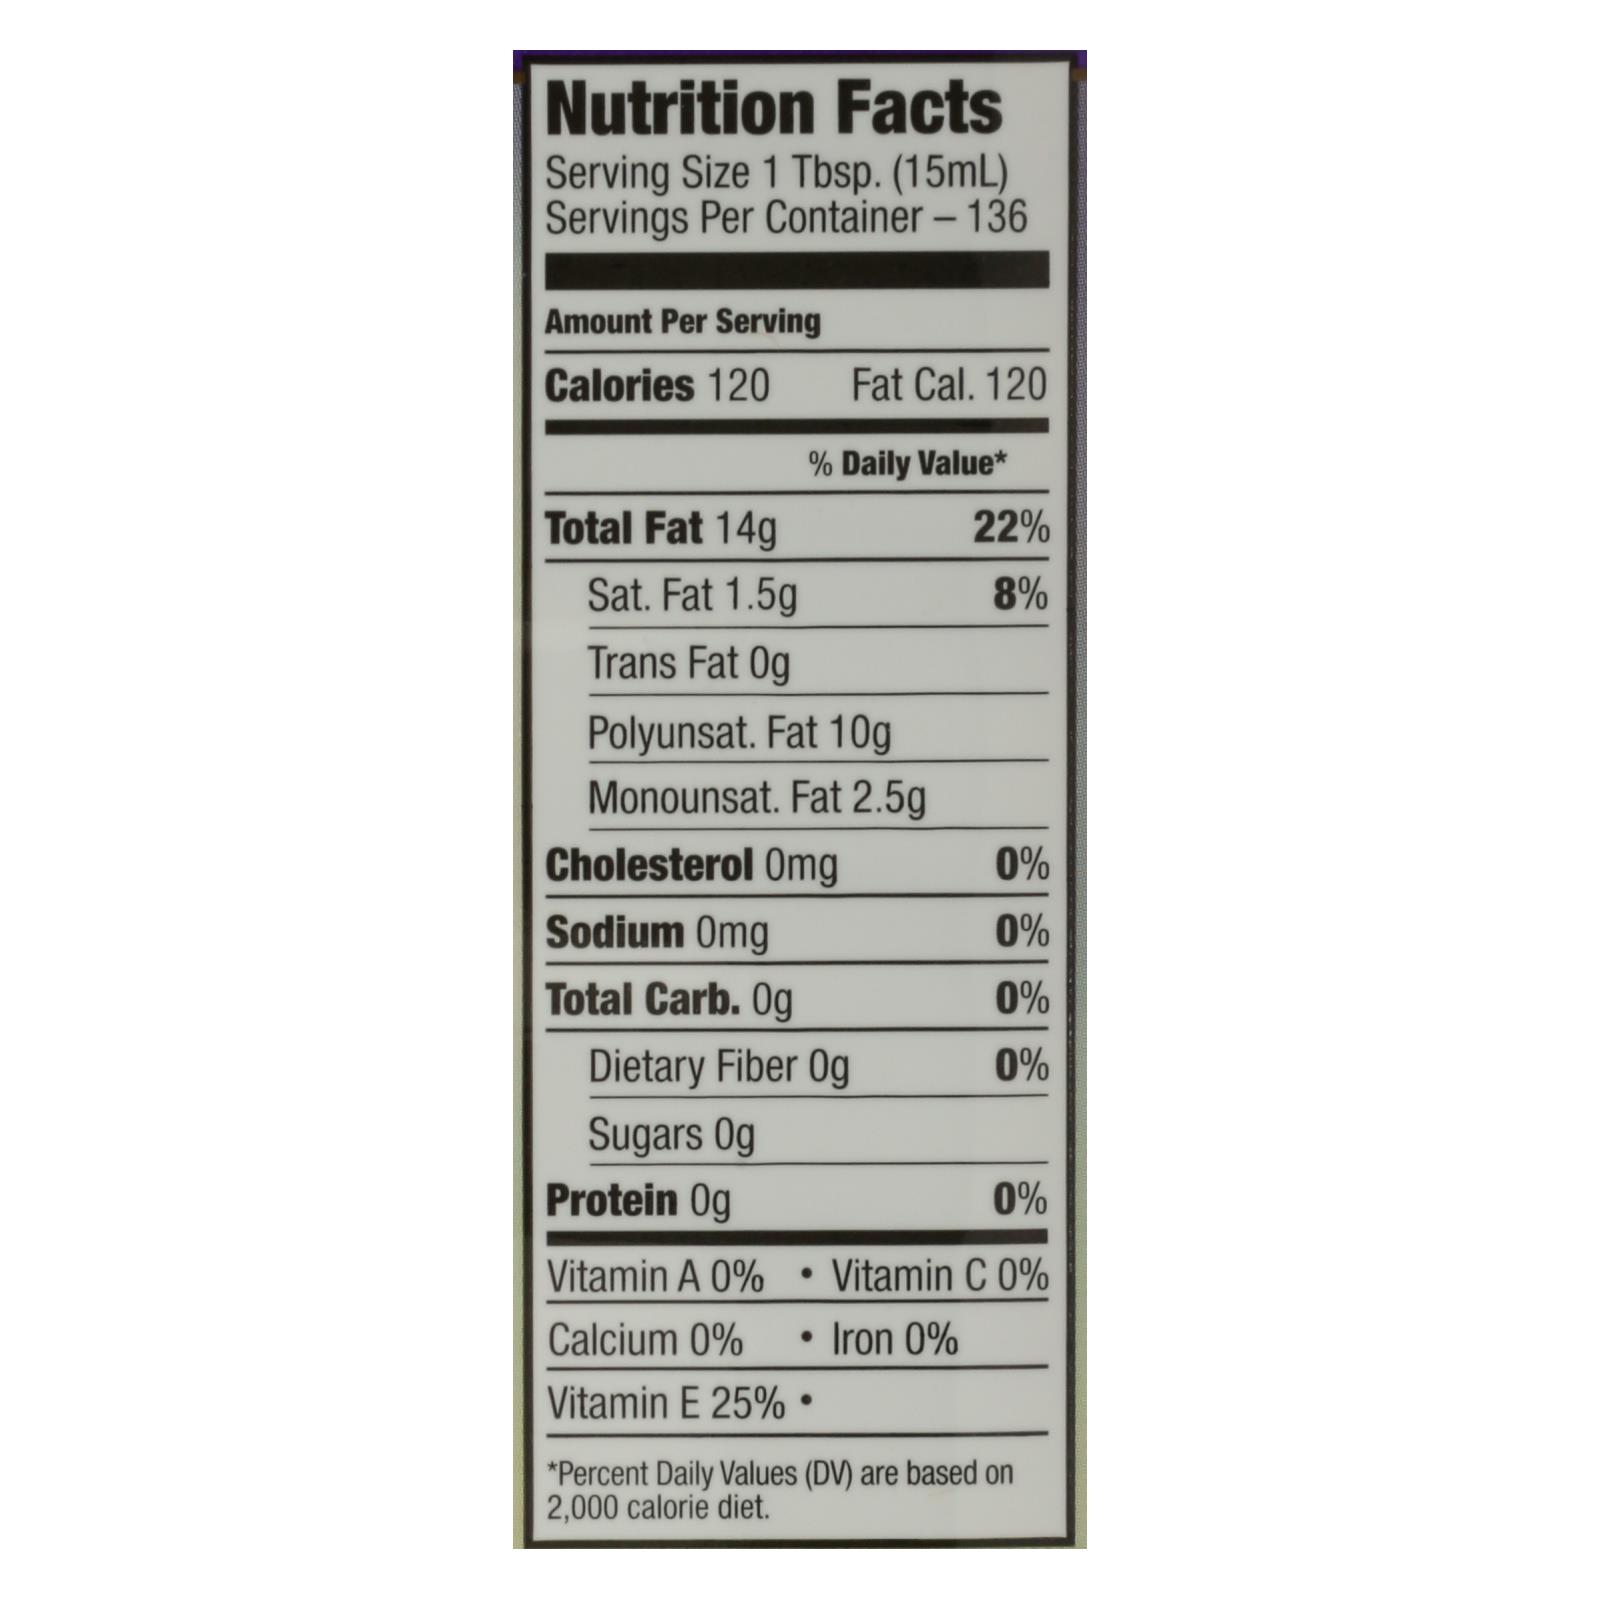 Nutrition Facts
Serving Size 1 Tbsp. (15mL)
Servings Per Container – 136
Amount Per Serving
Calories 120 Fat Cal. 120
% Daily Value*
Total Fat 14g 22%
Sat. Fat 1.5g 8%
Trans Fat 0g
Polyunsat. Fat 10g
Monounsat. Fat 2.5g
Cholesterol 0mg 0%
Sodium 0mg 0%
Total Carb. 0g 0%
Dietary Fiber 0g 0%
Sugars 0g
Protein 0g 0%
Vitamin A 0% • Vitamin C 0%
Calcium 0% • Iron 0%
Vitamin E 25% •
*Percent Daily Values (DV) are based on
2,000 calorie diet.